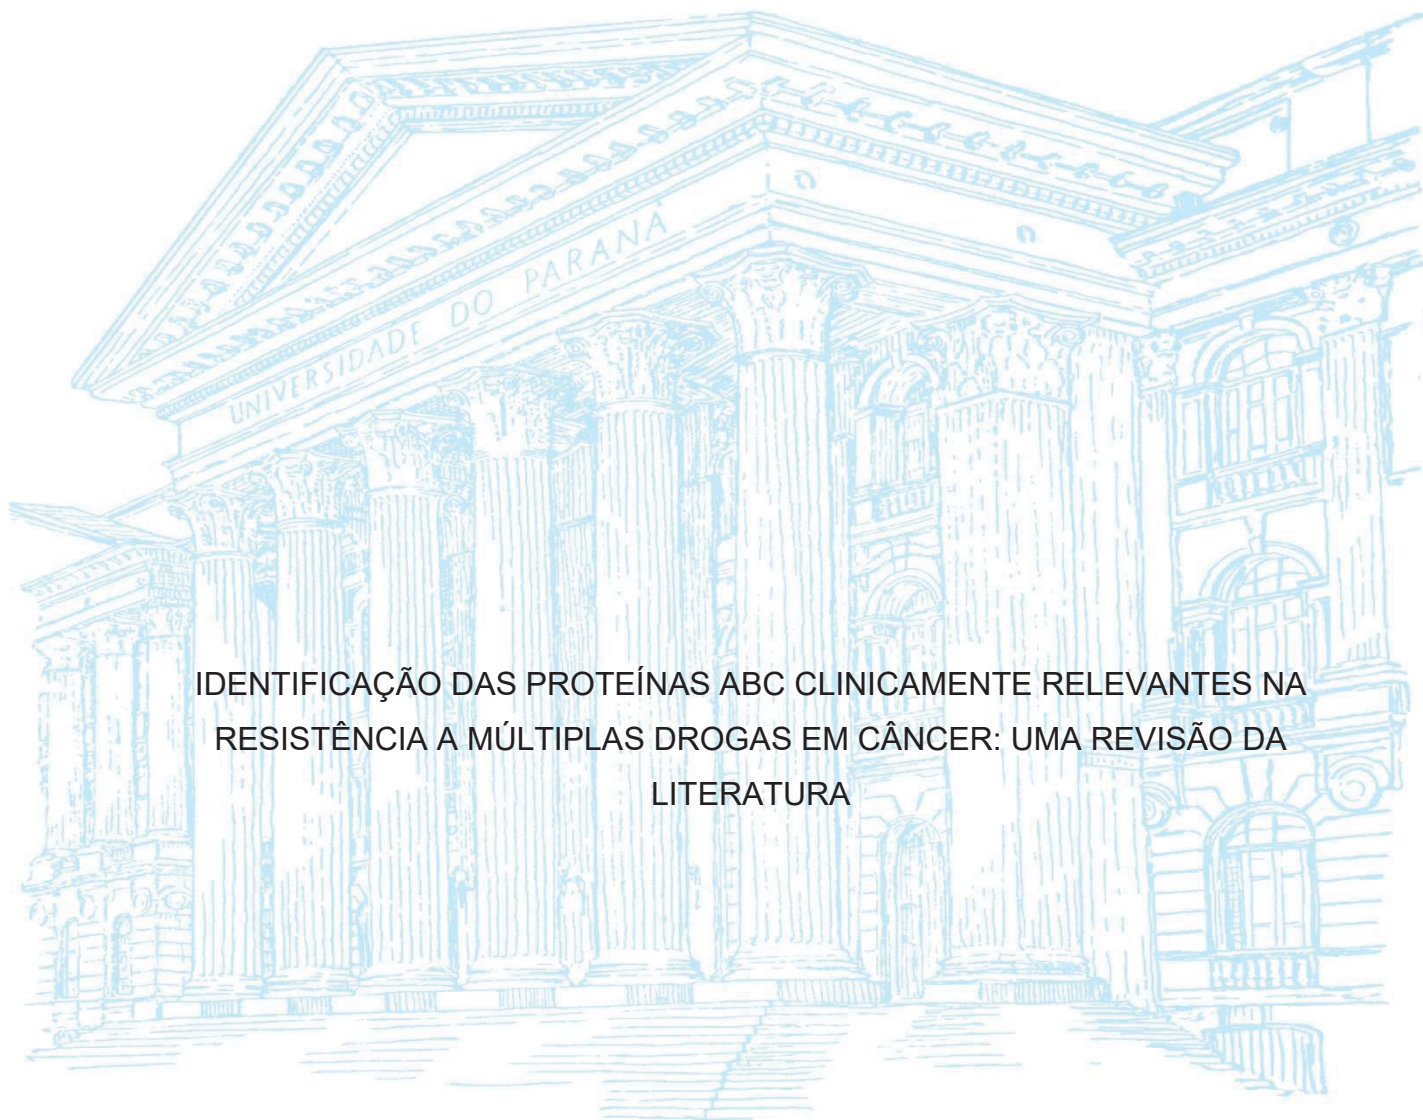 UNIVERSIDADE DO PARANÁ
IDENTIFICAÇÃO DAS PROTEÍNAS ABC CLINICAMENTE RELEVANTES NA
RESISTÊNCIA A MÚLTIPLAS DROGAS EM CÂNCER: UMA REVISÃO DA
LITERATURA